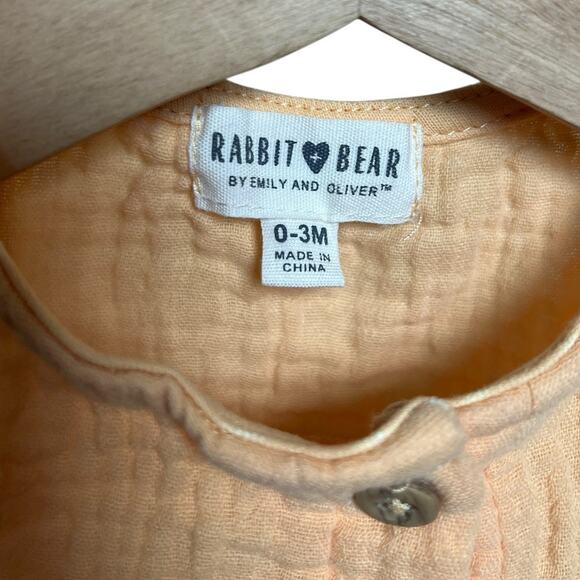 RABBIT BEAR
BY EMILY AND OLIVER™
0-3M
MADE IN
CHINA